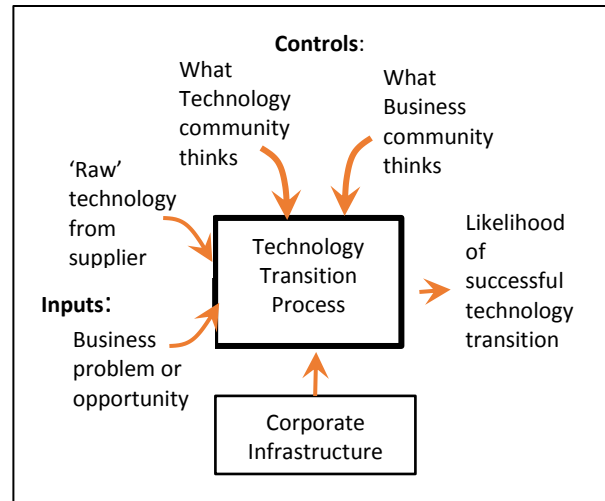 Controls:
What
Technology
community
thinks
What
Business
community
thinks
‘Raw’
technology
from
supplier
Inputs:
Business
problem or
opportunity
Technology
Transition
Process
Likelihood
of
successful
technology
transition
Corporate
Infrastructure